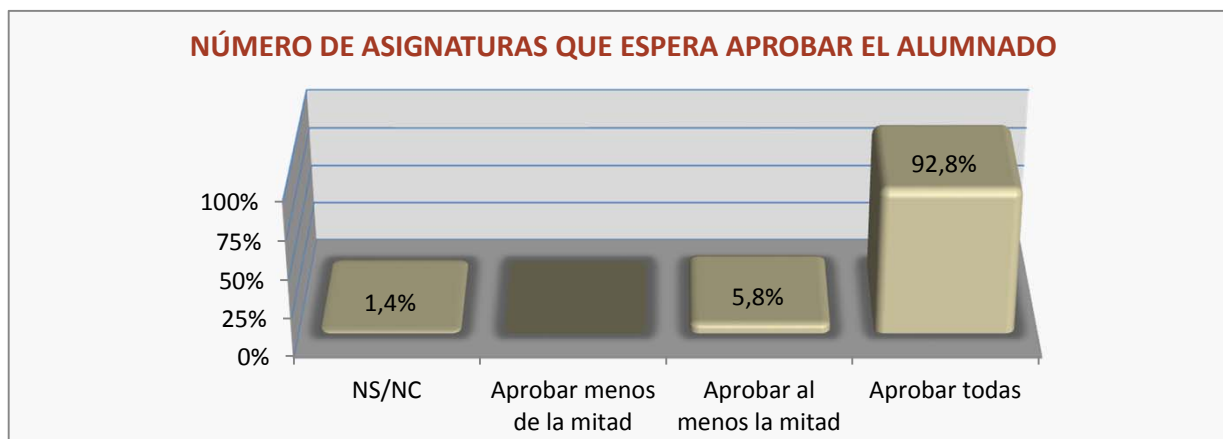 NÚMERO DE ASIGNATURAS QUE ESPERA APROBAR EL ALUMNADO
100%
75%
50%
25%
0%
1,4%
5,8%
92,8%
NS/NC
Aprobar menos
de la mitad
Aprobar al
menos la mitad
Aprobar todas